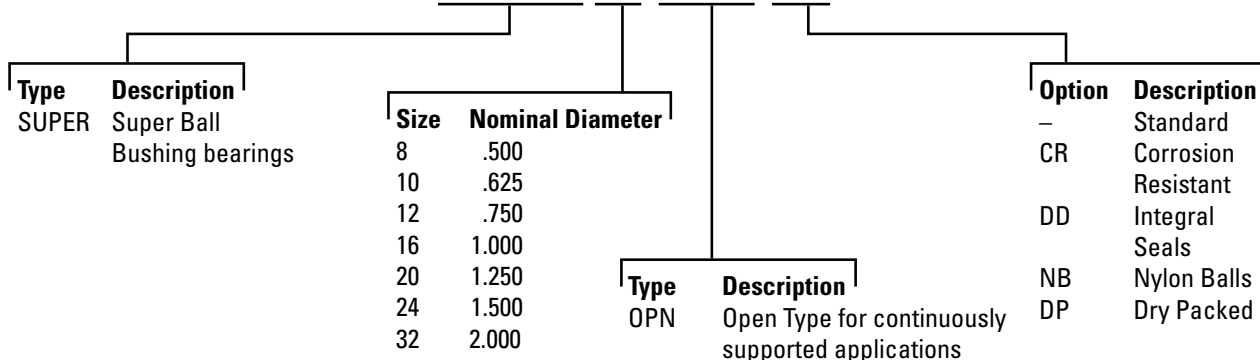 Type Description
SUPER Super Ball
Bushing bearings
Size Nominal Diameter
8 .500
10 .625
12 .750
16 1.000
20 1.250
24 1.500
32 2.000
Type Description
OPN Open Type for continuously
supported applications
Option Description
– Standard
CR Corrosion
Resistant
DD Integral
Seals
NB Nylon Balls
DP Dry Packed